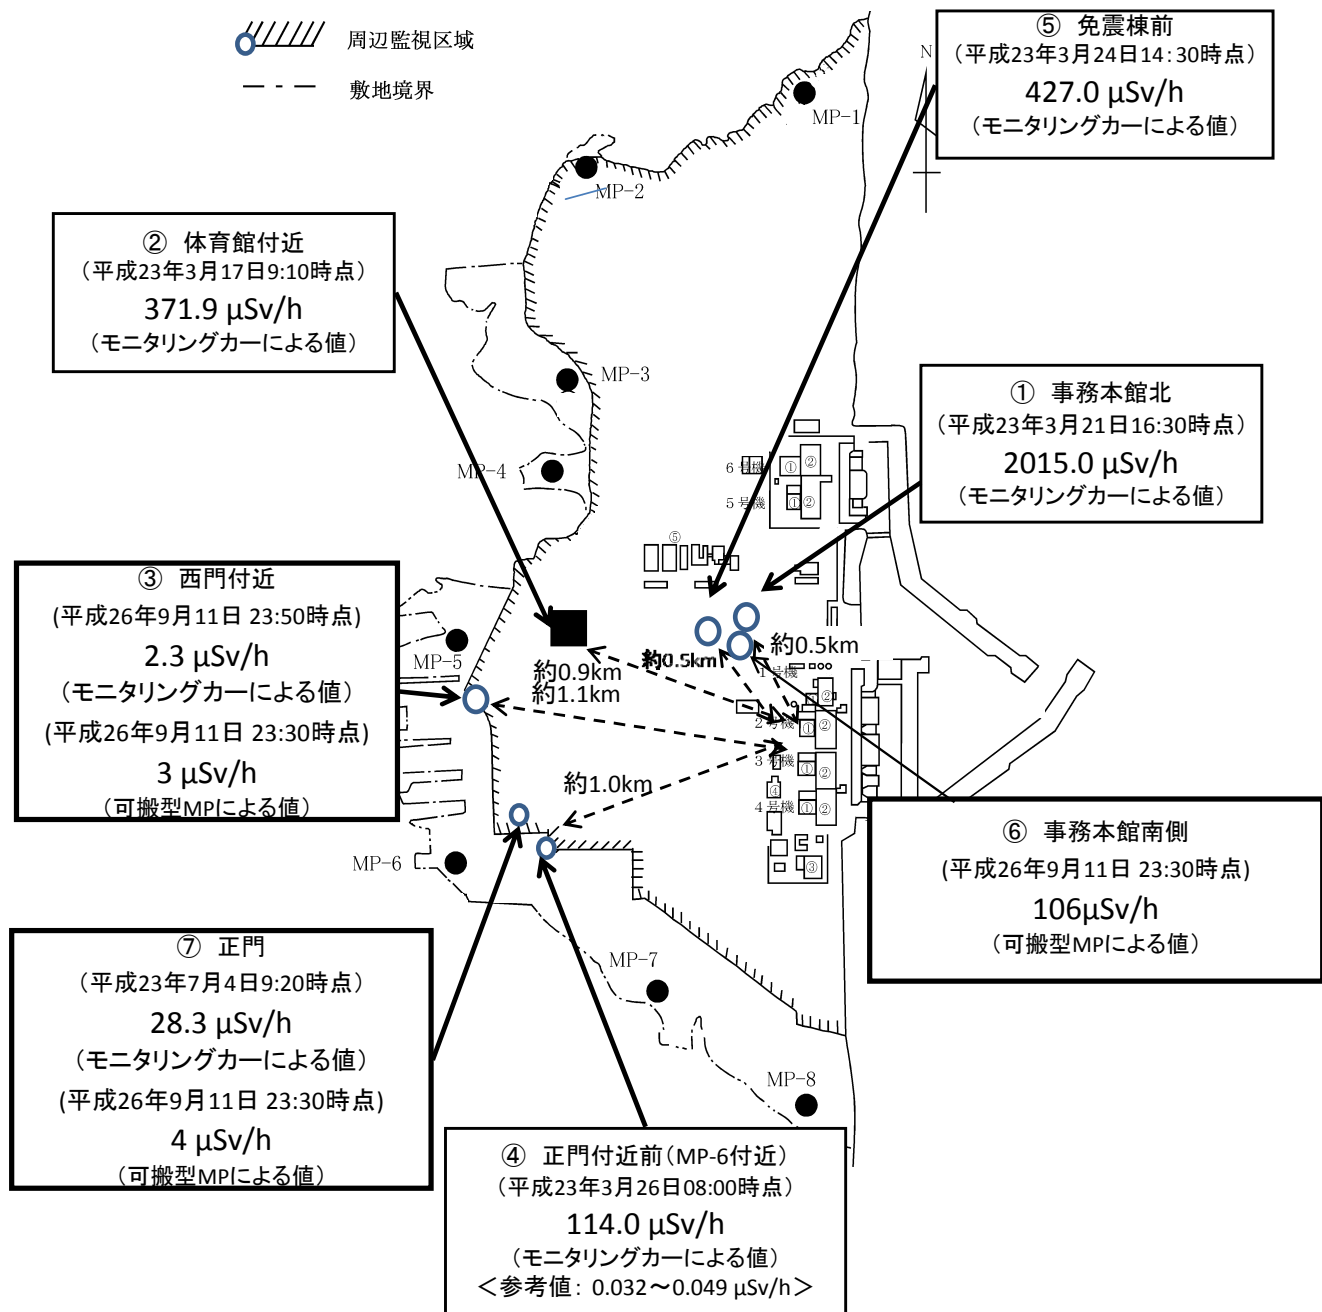 周辺監視区域
敷地境界
⑤ 免震棟前
（平成23年3月24日14:30時点）
427.0 μSv/h
（モニタリングカーによる値）
N
MP-1
MP-2
② 体育館付近
（平成23年3月17日9:10時点）
371.9 μSv/h
（モニタリングカーによる値）
MP-3
① 事務本館北
（平成23年3月21日16:30時点）
2015.0 μSv/h
（モニタリングカーによる値）
MP-4
6号機
①
②
5号機
①
②
⑤
③ 西門付近
(平成26年9月11日 23:50時点)
2.3 μSv/h
（モニタリングカーによる値）
(平成26年9月11日 23:30時点)
3 μSv/h
（可搬型MPによる値）
MP-5
約0.9km
約1.1km
約0.5km
約0.5km
1号機
②
2号機
①
②
3号機
①
②
④
4号機
①
②
③
約1.0km
MP-6
⑥ 事務本館南側
(平成26年9月11日 23:30時点)
106μSv/h
（可搬型MPによる値）
⑦ 正門
（平成23年7月4日9:20時点）
28.3 μSv/h
（モニタリングカーによる値）
(平成26年9月11日 23:30時点)
4 μSv/h
（可搬型MPによる値）
MP-7
MP-8
④ 正門付近前（MP-6付近）
（平成23年3月26日08:00時点）
114.0 μSv/h
（モニタリングカーによる値）
＜参考値: 0.032～0.049 μSv/h＞